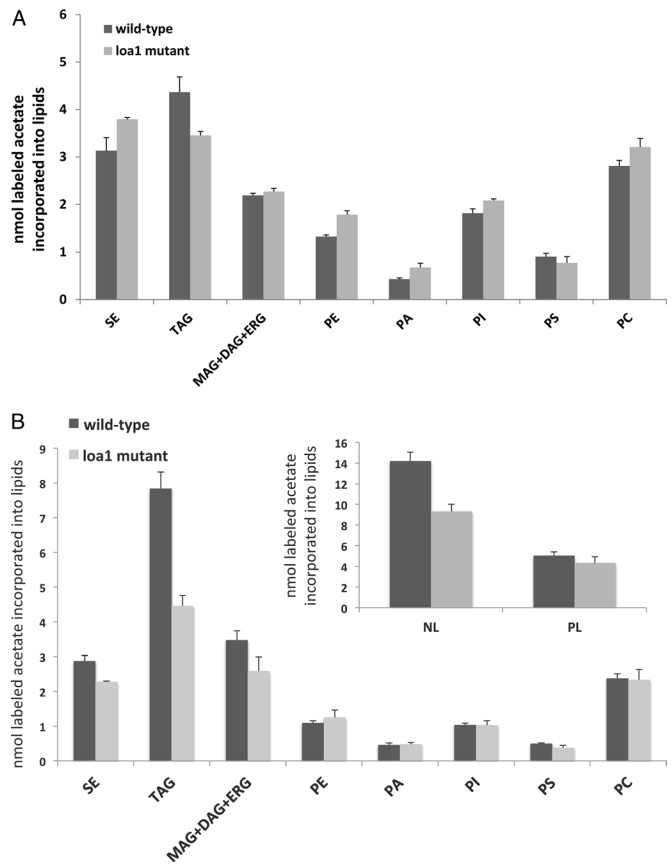 A
nmol labeled acetate
incorporated into lipids
6
5
4
3
2
1
0
wild-type
loa1 mutant
SE
TAG
MAG+DAG+ERG
PE
PA
PI
PS
PC
B
nmol labeled acetate incorporated into lipids
wild-type
loa1 mutant
9
8
7
6
5
4
3
2
1
0
nmol labeled acetate
incorporated into lipids
16
14
12
10
8
6
4
2
0
NL
PL
SE
TAG
MAG+DAG+ERG
PE
PA
PI
PS
PC